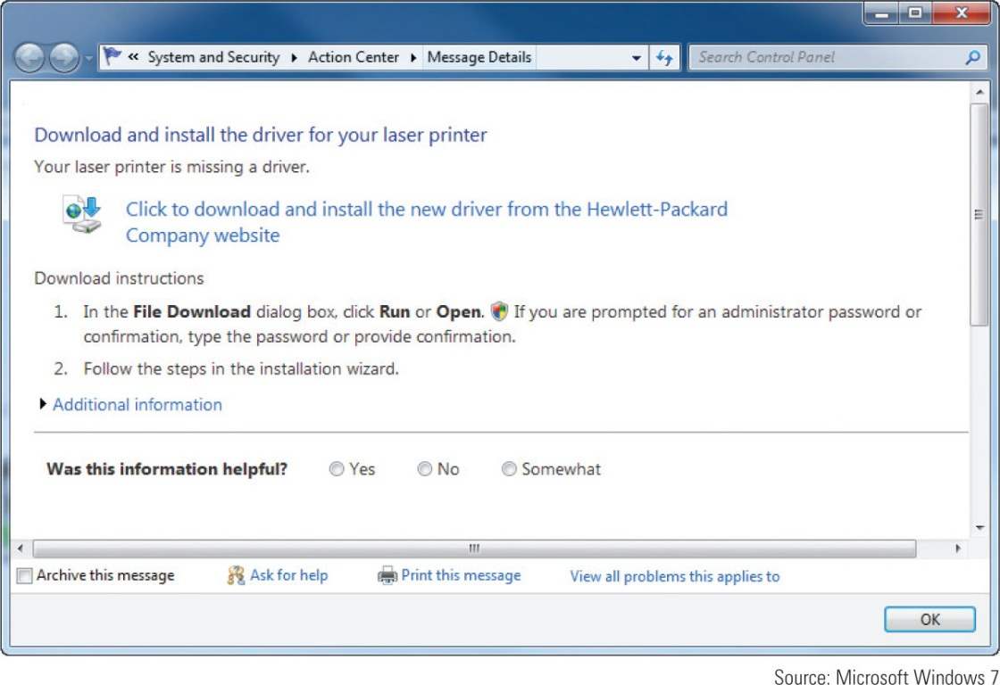 « System and Security ▸ Action Center ▸ Message Details
Search Control Panel
Download and install the driver for your laser printer
Your laser printer is missing a driver.
Click to download and install the new driver from the Hewlett-Packard
Company website
Download instructions
1. In the File Download dialog box, click Run or Open. If you are prompted for an administrator password or
confirmation, type the password or provide confirmation.
2. Follow the steps in the installation wizard.
Additional information
Was this information helpful? Yes No Somewhat
Archive this message Ask for help Print this message View all problems this applies to
OK
Source: Microsoft Windows 7